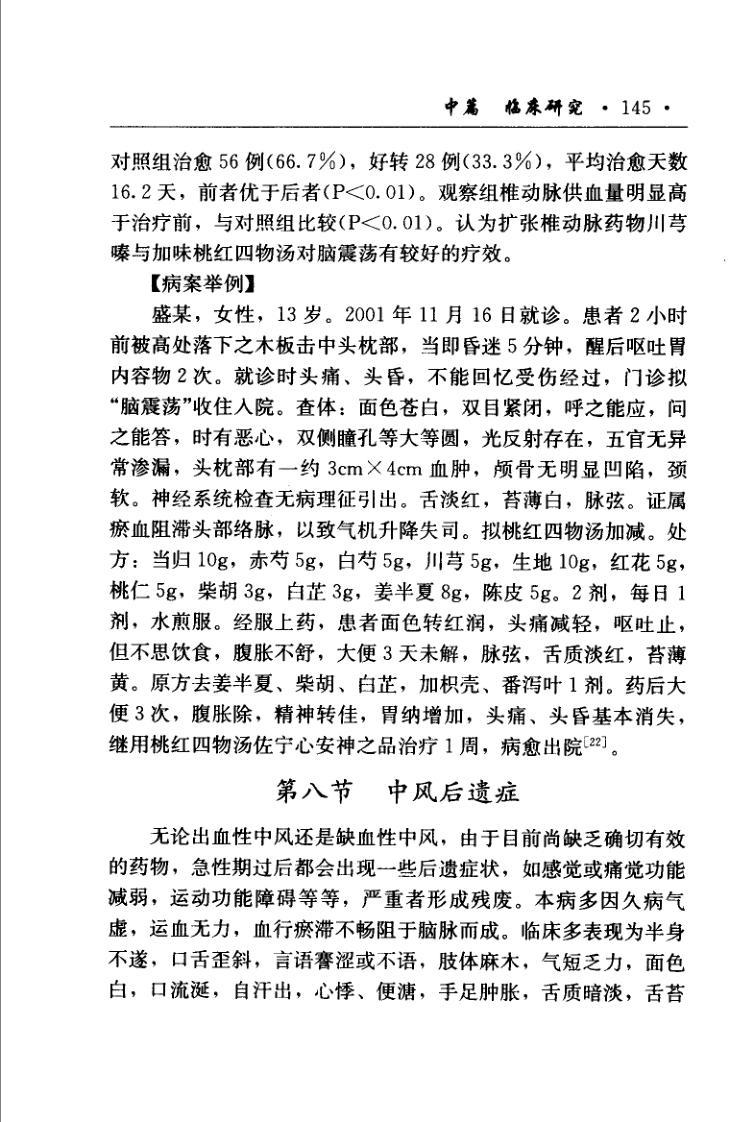 中篇　临床研究 · 145 ·
对照组治愈 56 例(66.7%)，好转 28 例(33.3%)，平均治愈天数
16.2 天，前者优于后者(P<0.01)。观察组椎动脉供血量明显高
于治疗前，与对照组比较(P<0.01)。认为扩张椎动脉药物川芎
嗪与加味桃红四物汤对脑震荡有较好的疗效。
【病案举例】
盛某，女性，13 岁。2001 年 11 月 16 日就诊。患者 2 小时
前被高处落下之木板击中头枕部，当即昏迷 5 分钟，醒后呕吐胃
内容物 2 次。就诊时头痛、头昏，不能回忆受伤经过，门诊拟
“脑震荡”收住入院。查体：面色苍白，双目紧闭，呼之能应，问
之能答，时有恶心，双侧瞳孔等大等圆，光反射存在，五官无异
常渗漏，头枕部有一约 3cm×4cm 血肿，颅骨无明显凹陷，颈
软。神经系统检查无病理征引出。舌淡红，苔薄白，脉弦。证属
瘀血阻滞头部络脉，以致气机升降失司。拟桃红四物汤加减。处
方：当归 10g，赤芍 5g，白芍 5g，川芎 5g，生地 10g，红花 5g，
桃仁 5g，柴胡 3g，白芷 3g，姜半夏 8g，陈皮 5g。2 剂，每日 1
剂，水煎服。经服上药，患者面色转红润，头痛减轻，呕吐止，
但不思饮食，腹胀不舒，大便 3 天未解，脉弦，舌质淡红，苔薄
黄。原方去姜半夏、柴胡、白芷，加枳壳、番泻叶 1 剂。药后大
便 3 次，腹胀除，精神转佳，胃纳增加，头痛、头昏基本消失，
继用桃红四物汤佐宁心安神之品治疗 1 周，病愈出院[22]。
第八节　中风后遗症
无论出血性中风还是缺血性中风，由于目前尚缺乏确切有效
的药物，急性期过后都会出现一些后遗症状，如感觉或痛觉功能
减弱，运动功能障碍等等，严重者形成残废。本病多因久病气
虚，运血无力，血行瘀滞不畅阻于脑脉而成。临床多表现为半身
不遂，口舌歪斜，言语謇涩或不语，肢体麻木，气短乏力，面色
白，口流涎，自汗出，心悸、便溏，手足肿胀，舌质暗淡，舌苔